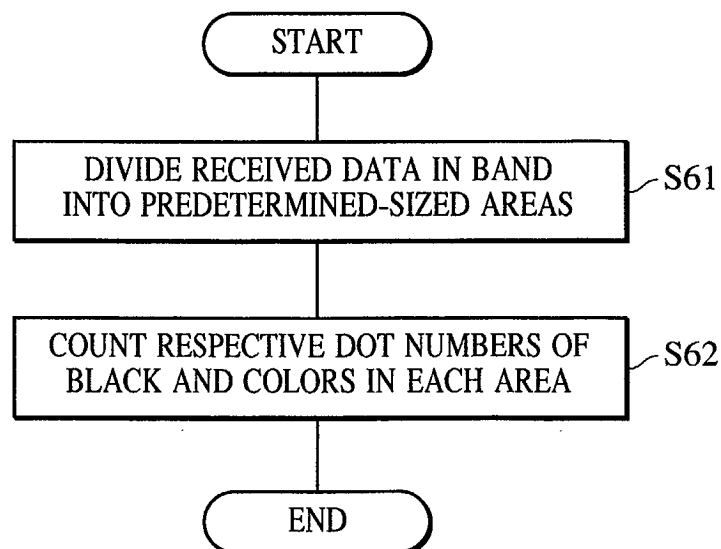 START
DIVIDE RECEIVED DATA IN BAND
INTO PREDETERMINED-SIZED AREAS
S61
COUNT RESPECTIVE DOT NUMBERS OF
BLACK AND COLORS IN EACH AREA
S62
END